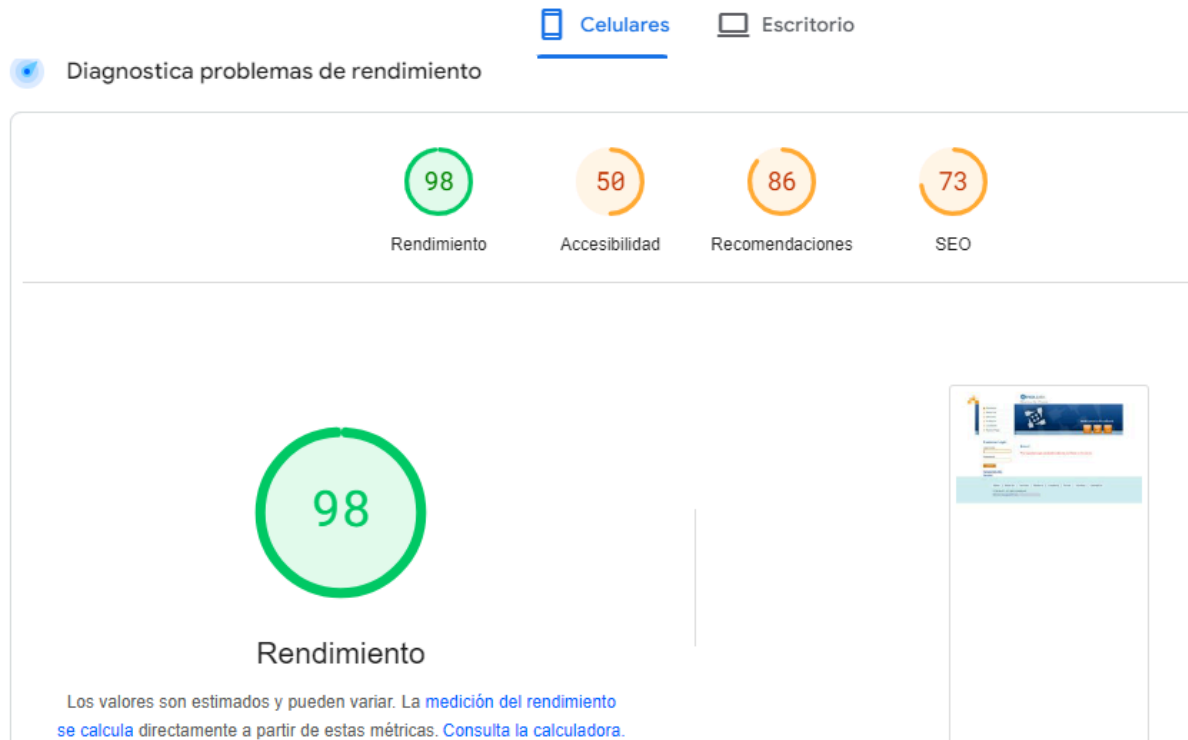 Celulares
Escritorio
Diagnostica problemas de rendimiento
98
50
86
73
Rendimiento
Accesibilidad
Recomendaciones
SEO
98
Rendimiento
Los valores son estimados y pueden variar. La medición del rendimiento
se calcula directamente a partir de estas métricas. Consulta la calculadora.